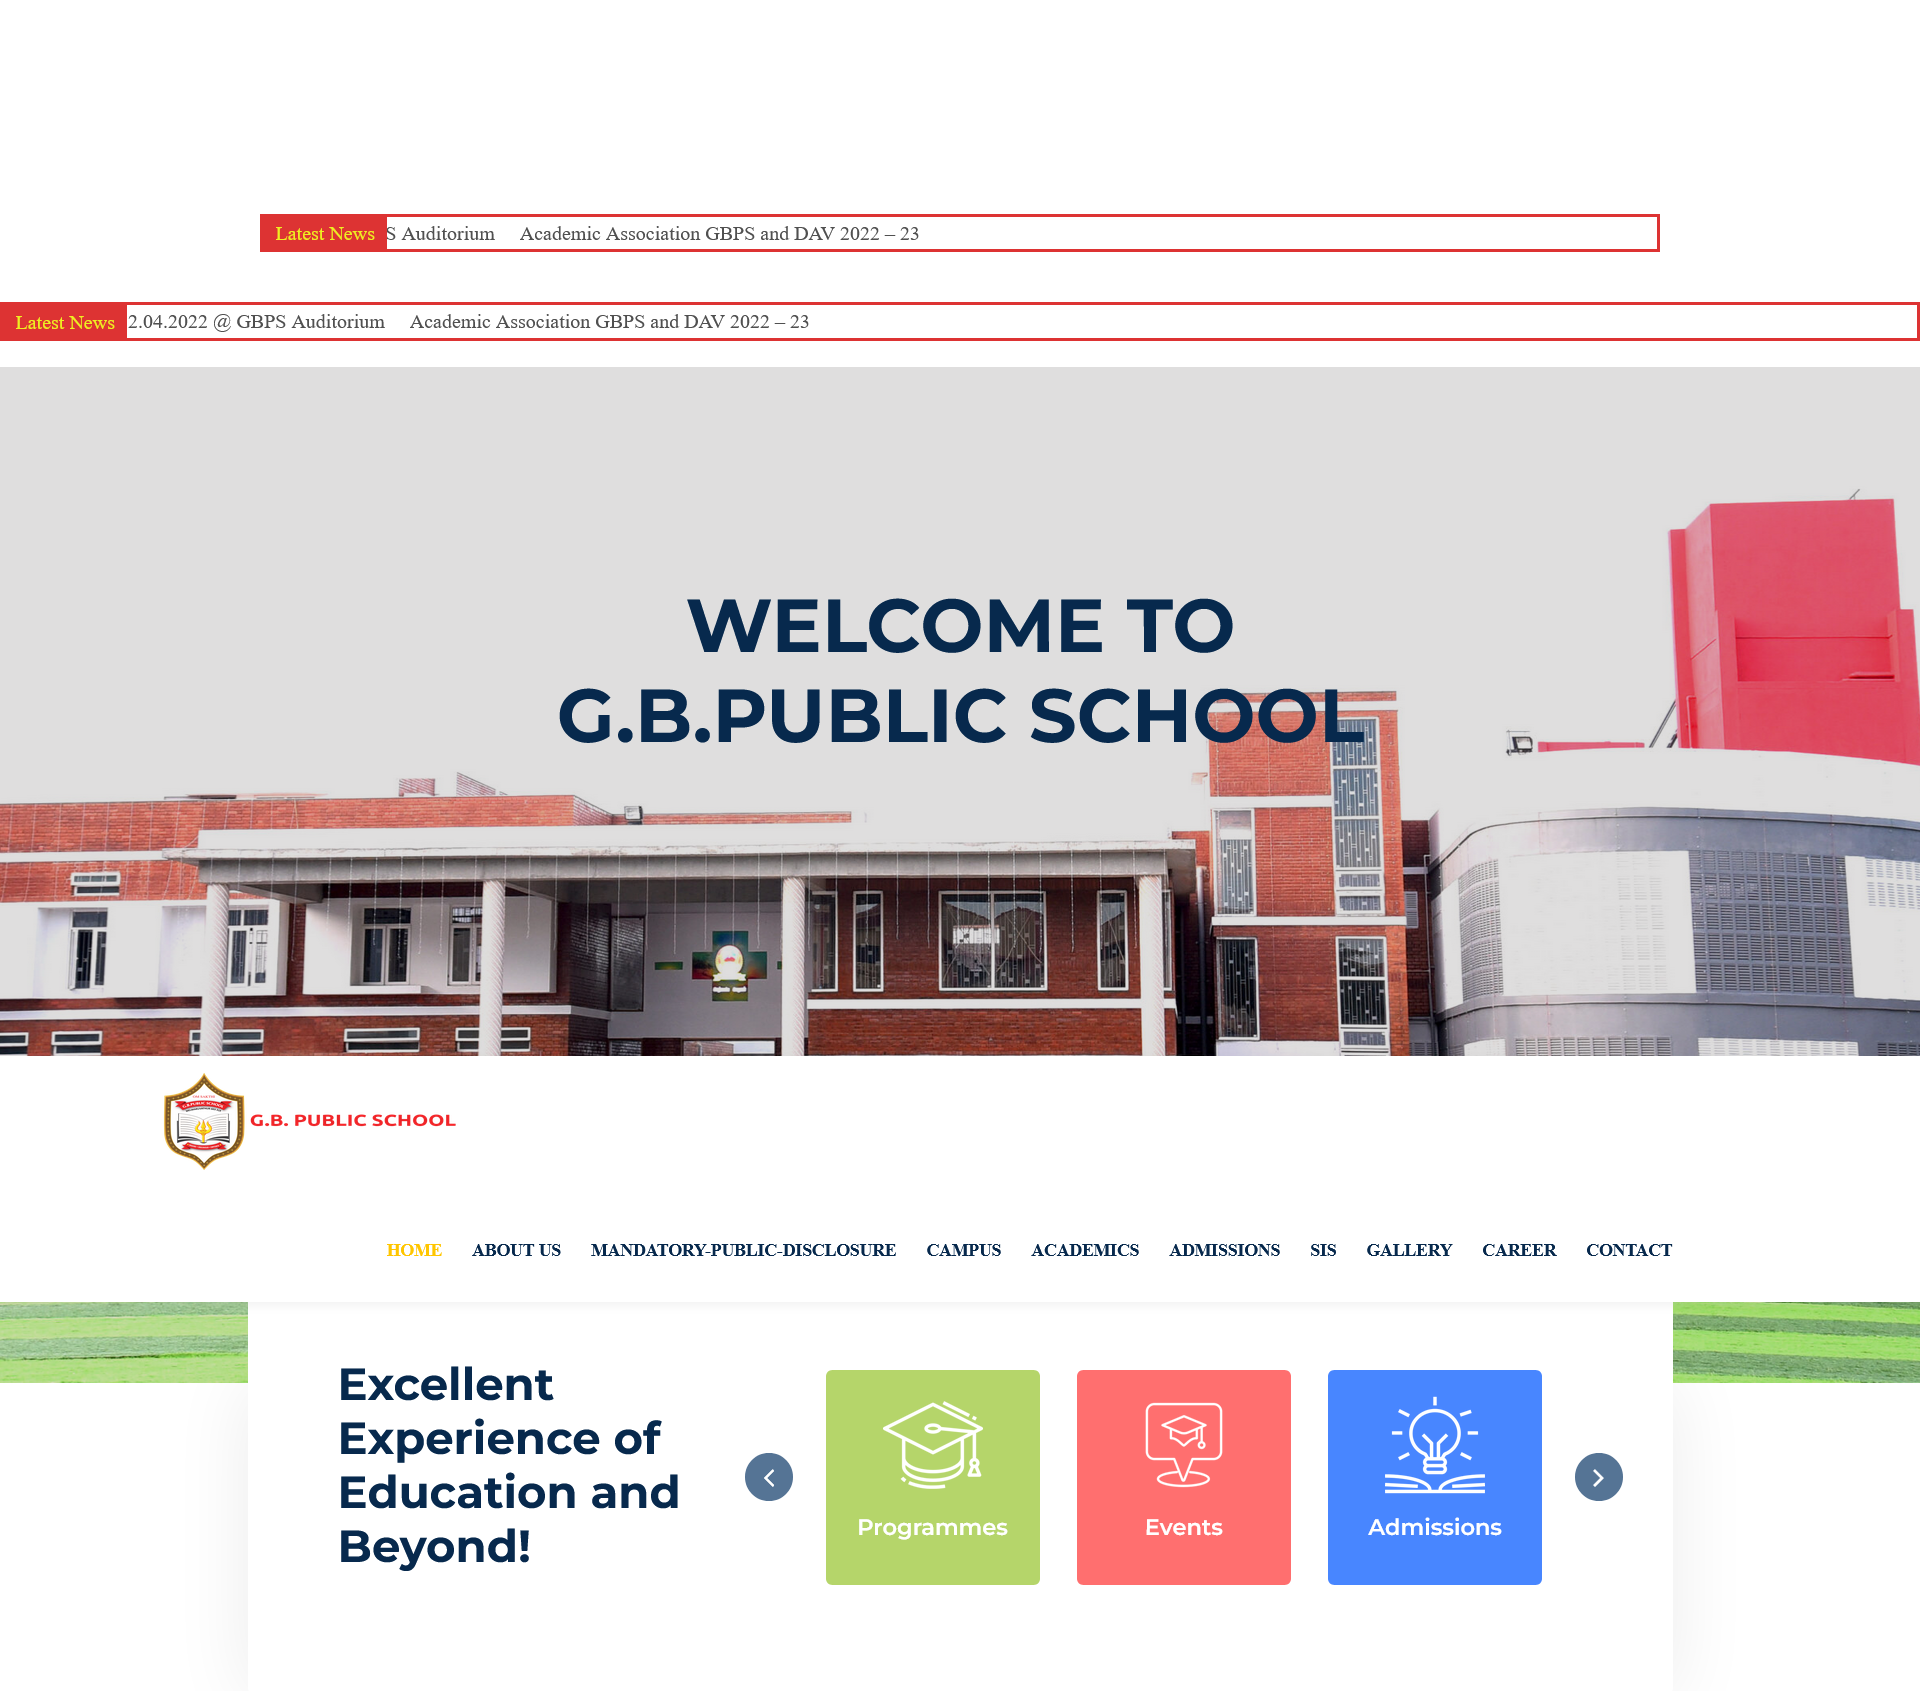 Latest News S Auditorium Academic Association GBPS and DAV 2022 – 23
Latest News 2.04.2022 @ GBPS Auditorium Academic Association GBPS and DAV 2022 – 23
WELCOME TO
G.B.PUBLIC SCHOOL
G.B. PUBLIC SCHOOL
HOME ABOUT US MANDATORY-PUBLIC-DISCLOSURE CAMPUS ACADEMICS ADMISSIONS SIS GALLERY CAREER CONTACT
Excellent
Experience of
Education and
Beyond!
Programmes Events Admissions